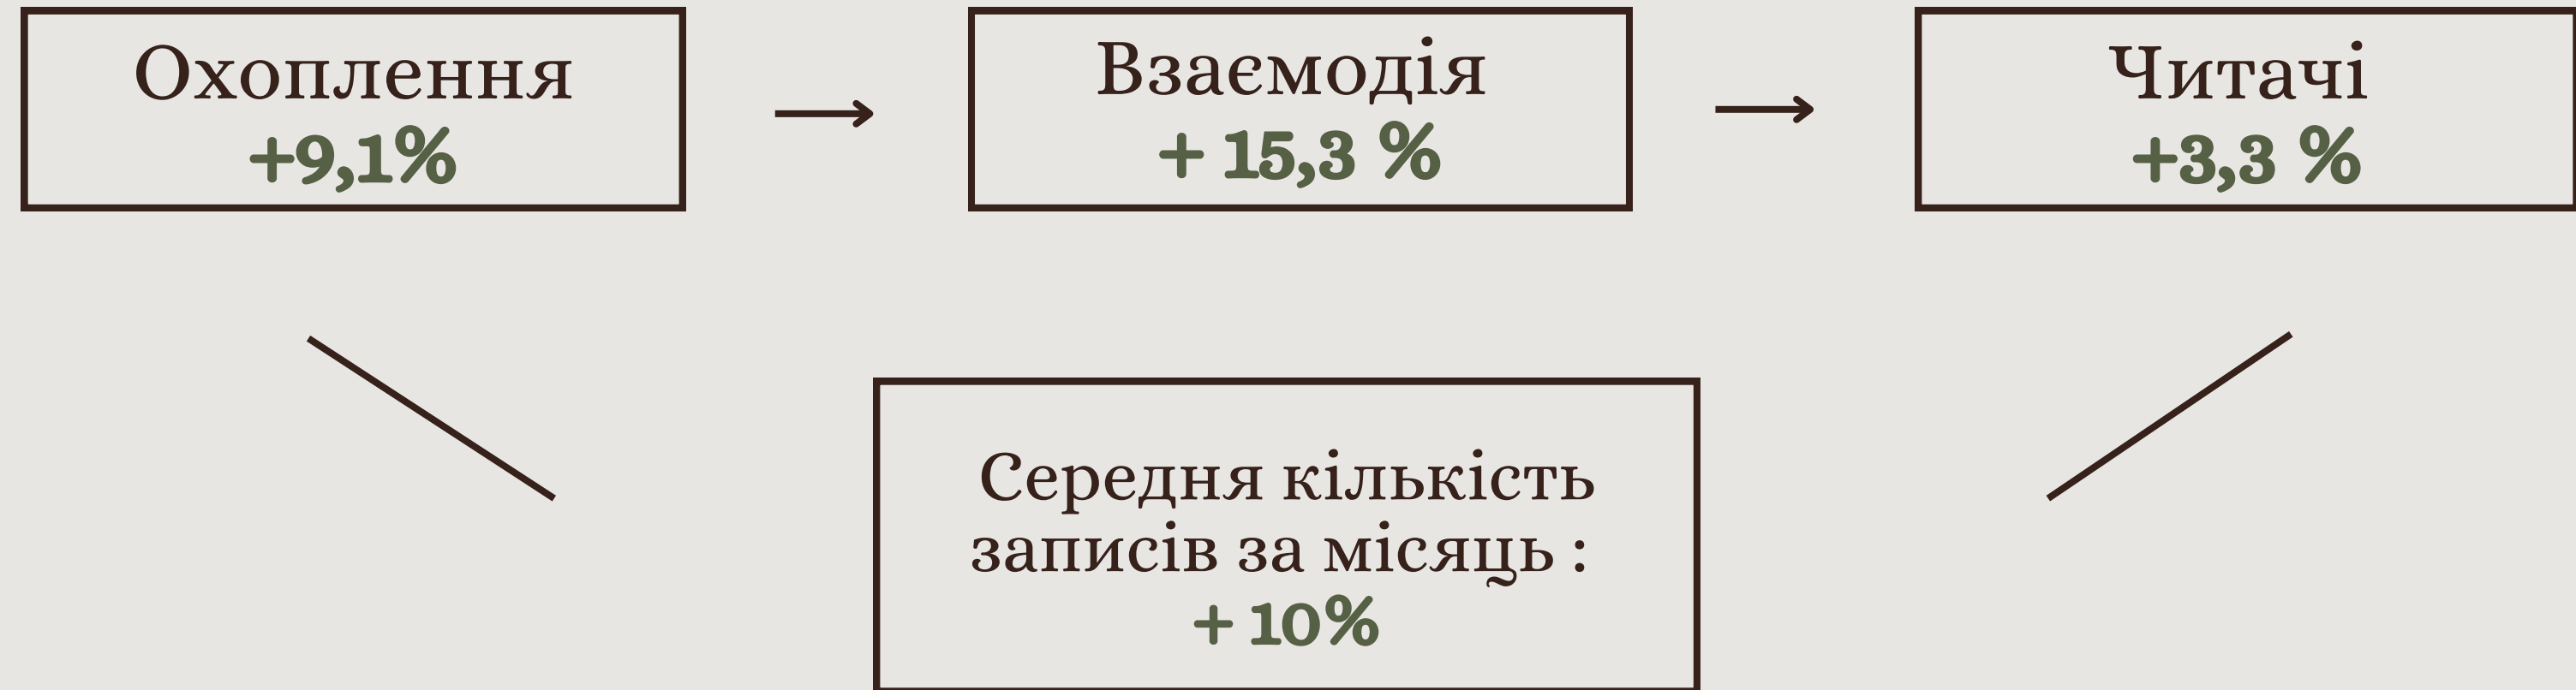 Охоплення
+9,1%
Взаємодія
+ 15,3 %
Читачі
+3,3 %
Середня кількість
записів за місяць :
+ 10%